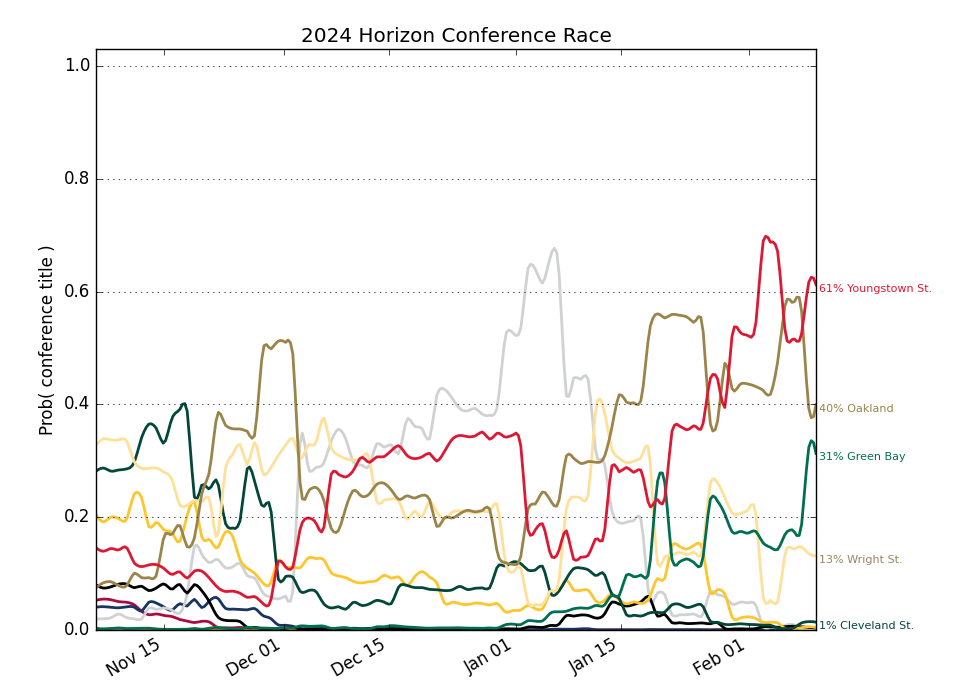 2024 Horizon Conference Race
Prob( conference title )
1.0
0.8
0.6
0.4
0.2
0.0
61% Youngstown St.
40% Oakland
31% Green Bay
13% Wright St.
1% Cleveland St.
Nov 15
Dec 01
Dec 15
Jan 01
Jan 15
Feb 01